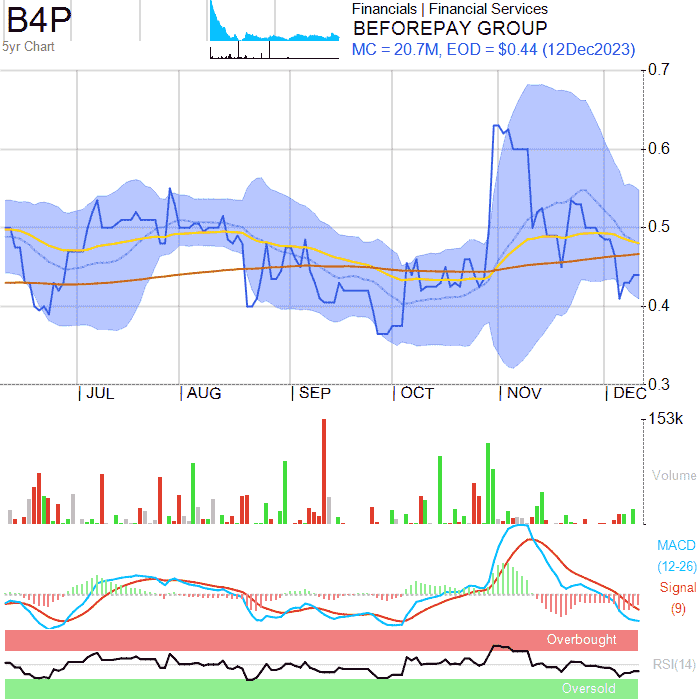 B4P
5yr Chart
Financials | Financial Services
BEFOREPAY GROUP
MC = 20.7M, EOD = $0.44 (12Dec2023)
0.7
0.6
0.5
0.4
0.3
| JUL | AUG | SEP | OCT | NOV | DEC
153k
Volume
MACD
(12-26)
Signal
(9)
Overbought
RSI(14)
Oversold